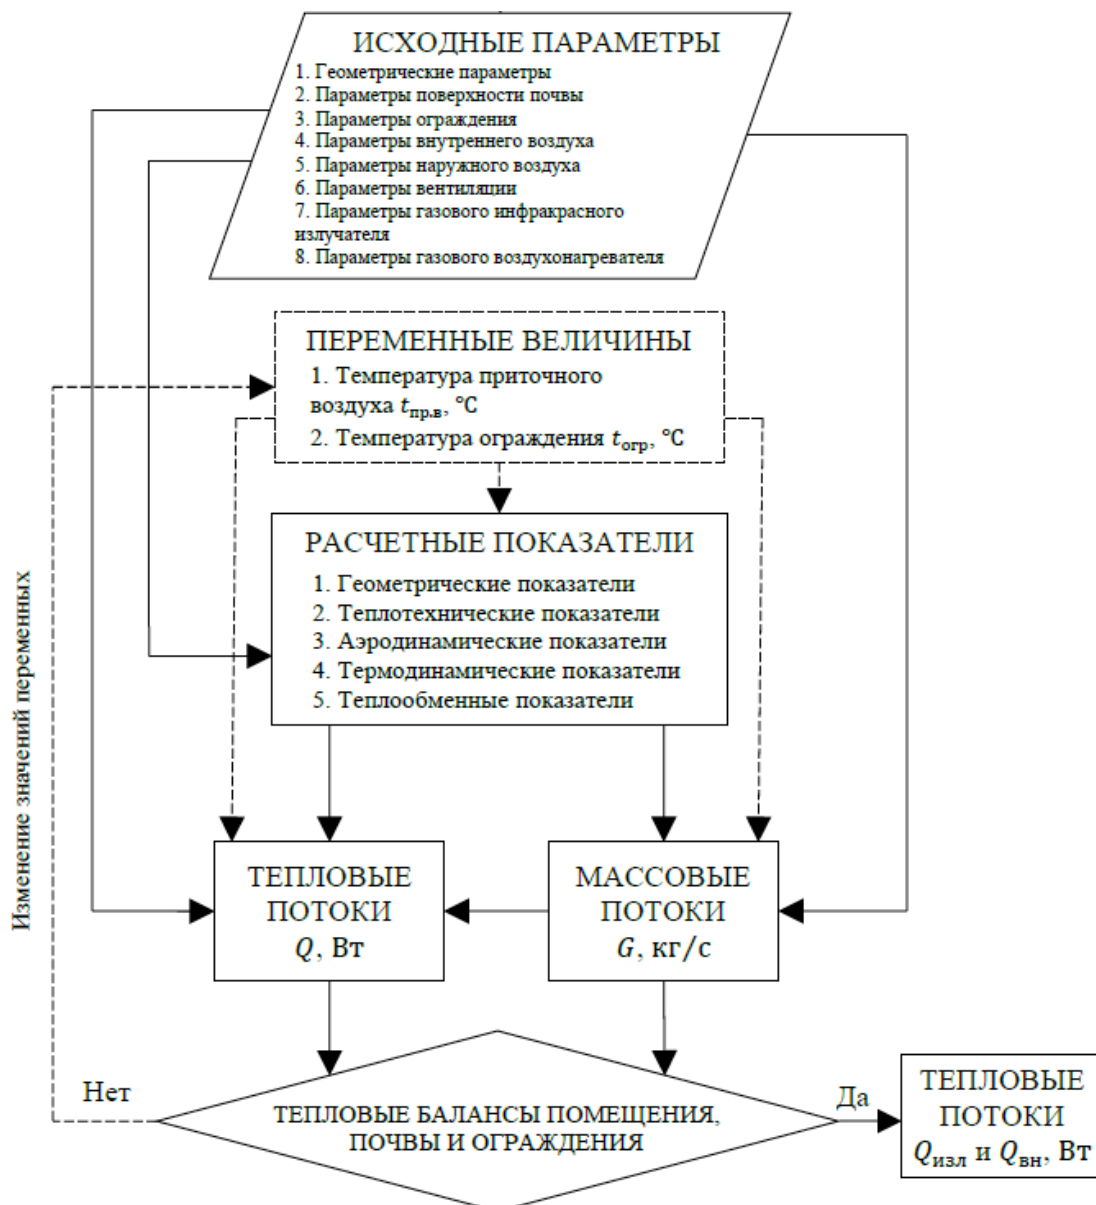 ИСХОДНЫЕ ПАРАМЕТРЫ
1. Геометрические параметры
2. Параметры поверхности почвы
3. Параметры ограждения
4. Параметры внутреннего воздуха
5. Параметры наружного воздуха
6. Параметры вентиляции
7. Параметры газового инфракрасного
излучателя
8. Параметры газового воздухонагревателя
ПЕРЕМЕННЫЕ ВЕЛИЧИНЫ
1. Температура приточного
воздуха tпр.в, °C
2. Температура ограждения tогр, °C
РАСЧЕТНЫЕ ПОКАЗАТЕЛИ
1. Геометрические показатели
2. Теплотехнические показатели
3. Аэродинамические показатели
4. Термодинамические показатели
5. Теплообменные показатели
Изменение значений переменных
ТЕПЛОВЫЕ
ПОТОКИ
Q, Вт
МАССОВЫЕ
ПОТОКИ
G, кг/с
Нет
ТЕПЛОВЫЕ БАЛАНСЫ ПОМЕЩЕНИЯ,
ПОЧВЫ И ОГРАЖДЕНИЯ
Да
ТЕПЛОВЫЕ
ПОТОКИ
Qизл и Qвн, Вт